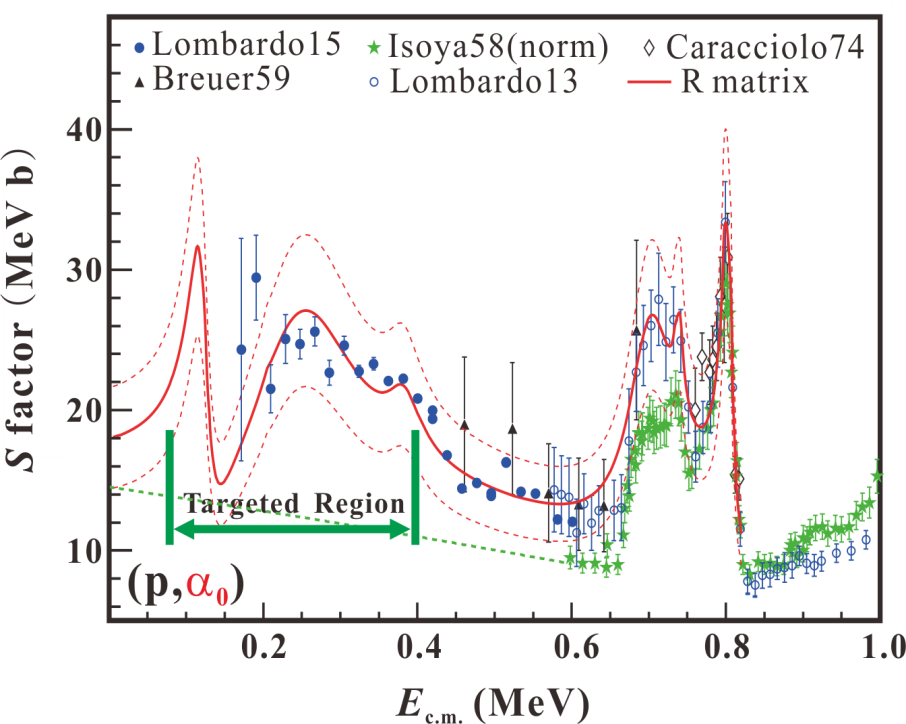 Lombardo15 Isoya58(norm) Caracciolo74
Breuer59 Lombardo13 R matrix
S factor (MeV b)
40
30
20
10
Targeted Region
(p,α₀)
0.2 0.4 0.6 0.8 1.0
E c.m. (MeV)